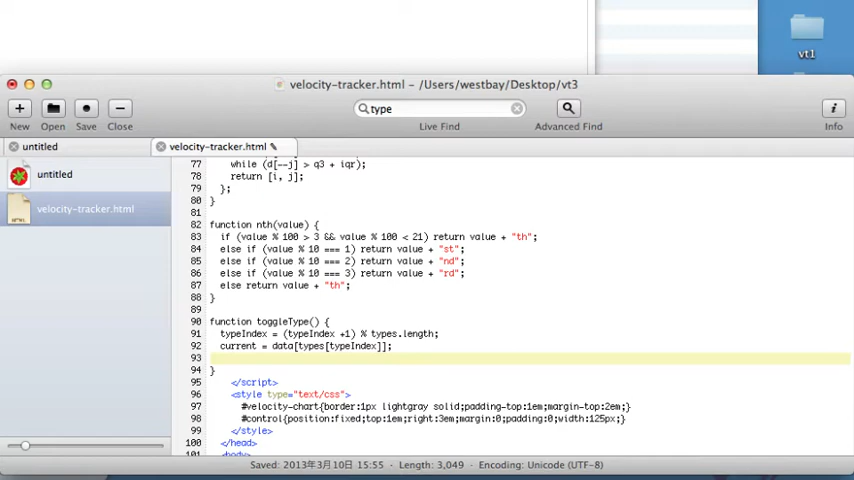 vt1
velocity-tracker.html – /Users/westbay/Desktop/vt3
type
New Open Save Close Live Find Advanced Find Info
untitled velocity-tracker.html
untitled
velocity-tracker.html
77 while (d[--j] > q3 + iqr);
78 return [i, j];
79 };
80 }
81
82 function nth(value) {
83 if (value % 100 > 3 && value % 100 < 21) return value + "th";
84 else if (value % 10 === 1) return value + "st";
85 else if (value % 10 === 2) return value + "nd";
86 else if (value % 10 === 3) return value + "rd";
87 else return value + "th";
88 }
89
90 function toggleType() {
91 typeIndex = (typeIndex +1) % types.length;
92 current = data[types[typeIndex]];
93
94 }
95 </script>
96 <style type="text/css">
97 #velocity-chart{border:1px lightgray solid;padding-top:1em;margin-top:2em;}
98 #control{position:fixed;top:1em;right:3em;margin:0;padding:0;width:125px;}
99 </style>
100 </head>
101 <body>
Saved: 2013年3月10日 15:55 - Length: 3,049 - Encoding: Unicode (UTF-8)